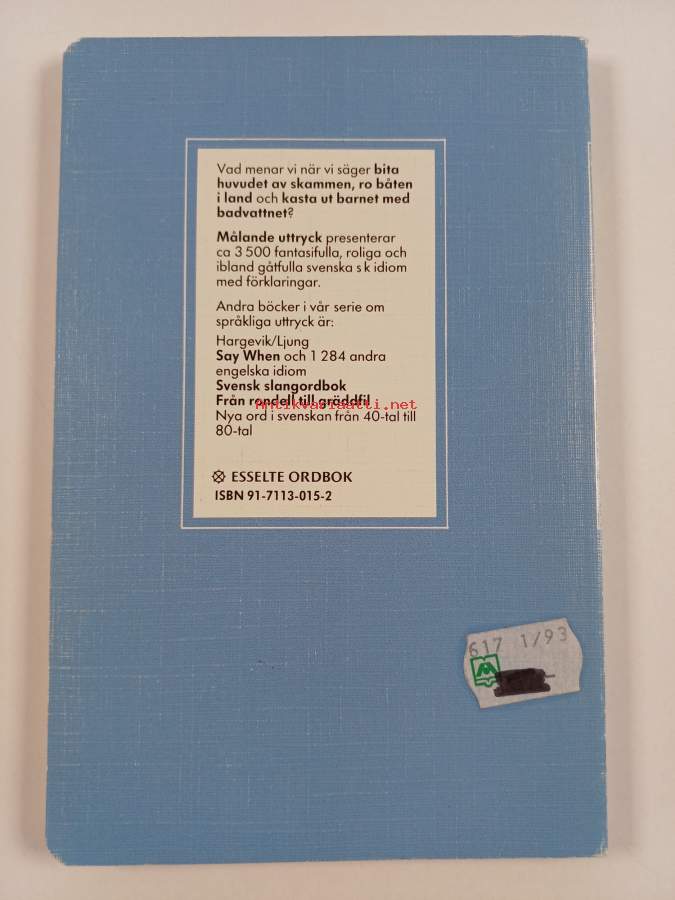 Vad menar vi när vi säger bita
huvudet av skammen, ro båten
i land och kasta ut barnet med
badvattnet?
Målande uttryck presenterar
ca 3 500 fantasifulla, roliga och
ibland gåtfulla svenska s k idiom
med förklaringar.
Andra böcker i vår serie om
språkliga uttryck är:
Hargevik/Ljung
Say When och 1 284 andra
engelska idiom
Svensk slangordbok
Från rondell till gräddfil
Antikvariaatti.net
Nya ord i svenskan från 40-tal till
80-tal
ESSELTE ORDBOK
ISBN 91-7113-015-2
617 1/93